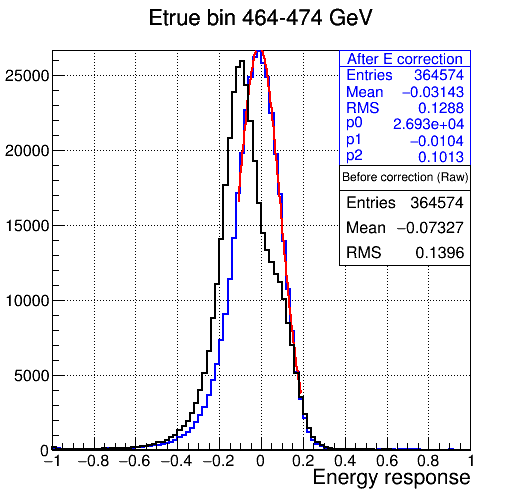 Etrue bin 464-474 GeV
After E correction
Entries 364574
Mean −0.03143
RMS 0.1288
p0 2.693e+04
p1 −0.0104
p2 0.1013
Before correction (Raw)
Entries 364574
Mean −0.07327
RMS 0.1396
25000
20000
15000
10000
5000
0
−1 −0.8 −0.6 −0.4 −0.2 0 0.2 0.4 0.6 0.8 1
Energy response